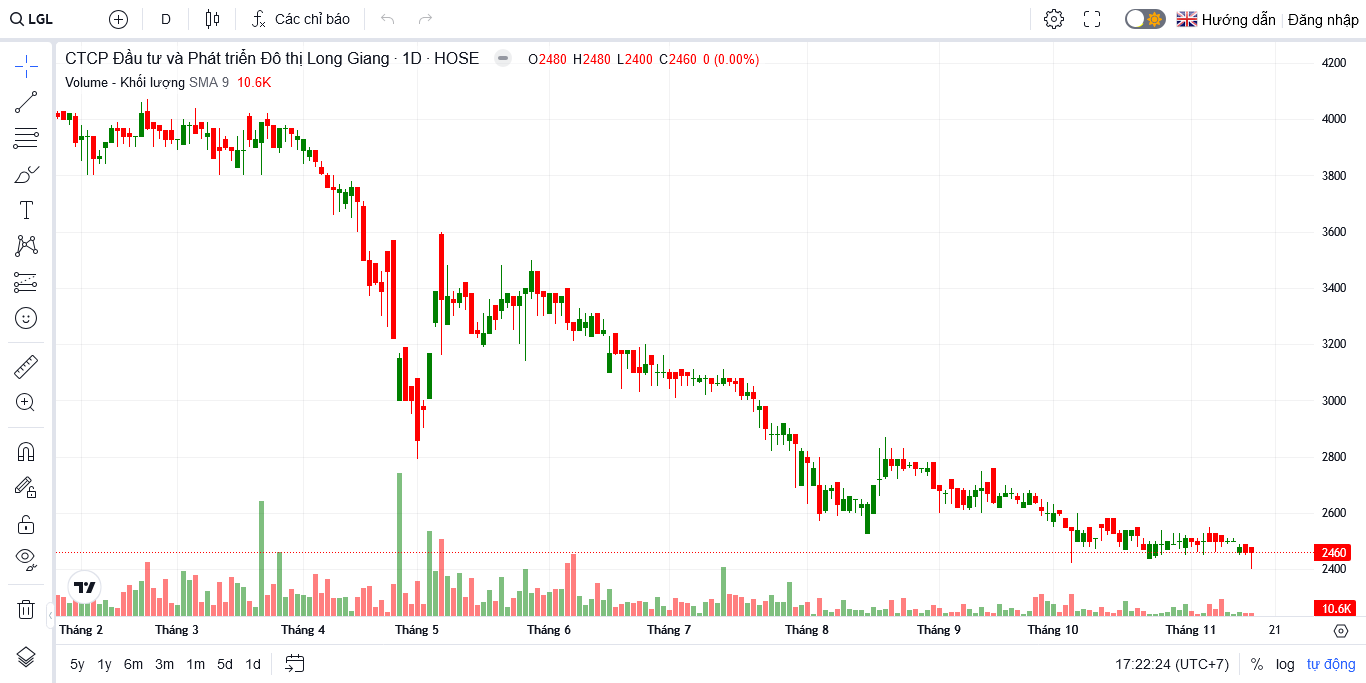 LGL
D
Các chỉ báo
Hướng dẫn
Đăng nhập
CTCP Đầu tư và Phát triển Đô thị Long Giang · 1D · HOSE
O2480 H2480 L2400 C2460 0 (0.00%)
Volume - Khối lượng SMA 9 10.6K
4200
4000
3800
3600
3400
3200
3000
2800
2600
2460
2400
10.6K
Tháng 2
Tháng 3
Tháng 4
Tháng 5
Tháng 6
Tháng 7
Tháng 8
Tháng 9
Tháng 10
Tháng 11
21
5y 1y 6m 3m 1m 5d 1d
17:22:24 (UTC+7)
% log tự động